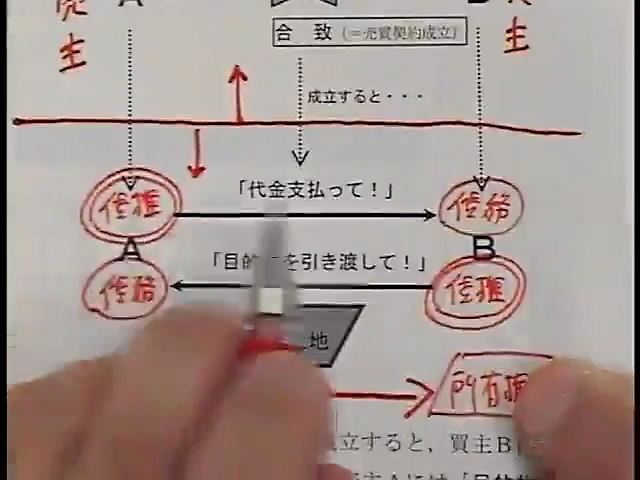 売主 A B 買主
合 致 (=売買契約成立)
成立すると・・・
「代金支払って!」
債権 債務
A B
「目的 を引き渡して!」
債務 債権
地
所有権
立すると,買主B